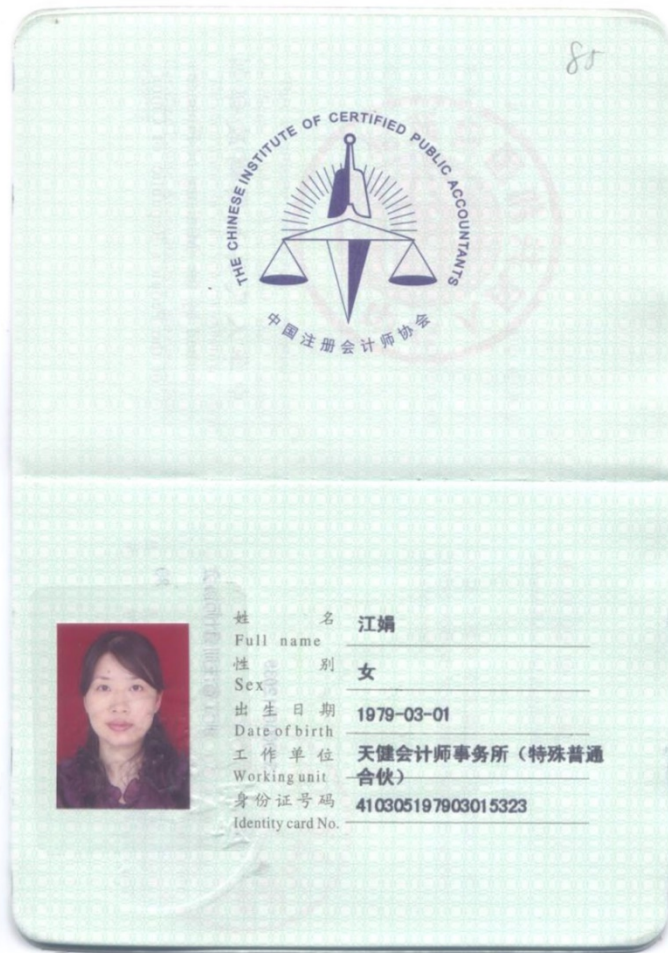 85
THE CHINESE INSTITUTE OF CERTIFIED PUBLIC ACCOUNTANTS
中国注册会计师协会
姓 名 江娟
Full name
性 别 女
Sex
出生日期 1979-03-01
Date of birth
工作单位 天健会计师事务所（特殊普通
Working unit 合伙）
身份证号码 410305197903015323
Identity card No.